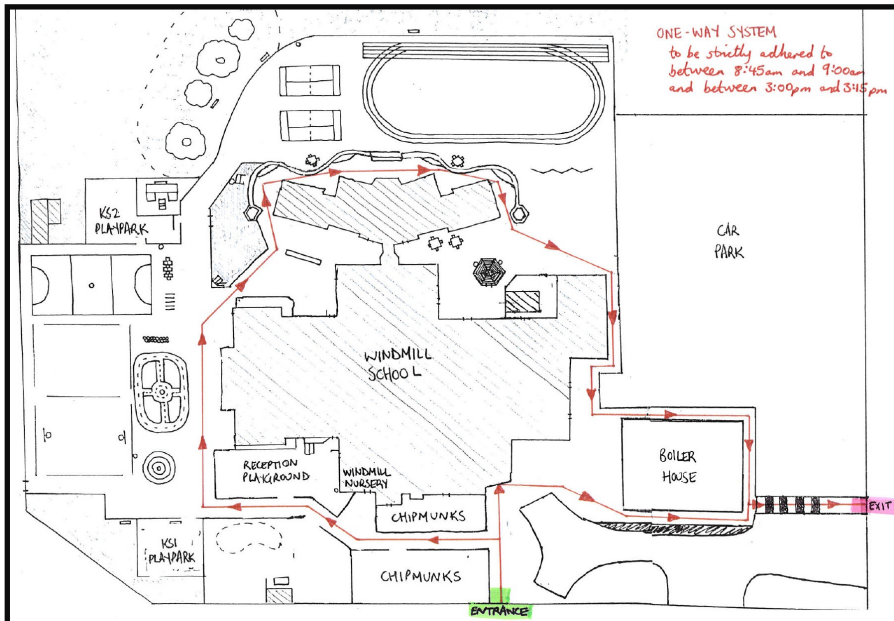 ONE-WAY SYSTEM
to be strictly adhered to
between 8:45am and 9:00am
and between 3:00pm and 3:15pm
KS2
PLAYPARK
CAR
PARK
WINDMILL
SCHOOL
RECEPTION
PLAYGROUND
WINDMILL
NURSERY
BOILER
HOUSE
EXIT
CHIPMUNKS
KS1
PLAYPARK
CHIPMUNKS
ENTRANCE